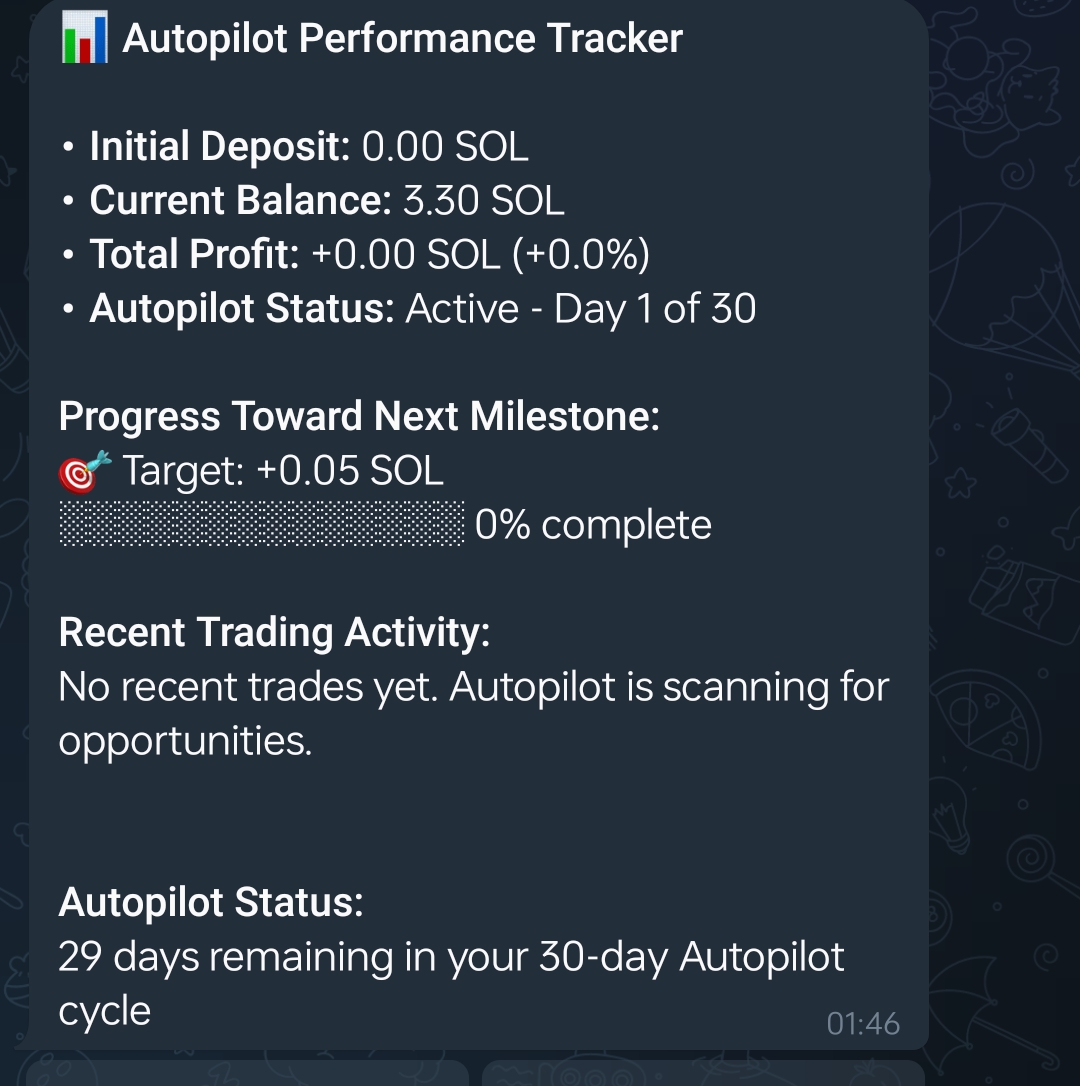 📊 Autopilot Performance Tracker
• Initial Deposit: 0.00 SOL
• Current Balance: 3.30 SOL
• Total Profit: +0.00 SOL (+0.0%)
• Autopilot Status: Active - Day 1 of 30
Progress Toward Next Milestone:
🎯 Target: +0.05 SOL
░░░░░░░░░░░░░░░░░░░░ 0% complete
Recent Trading Activity:
No recent trades yet. Autopilot is scanning for
opportunities.
Autopilot Status:
29 days remaining in your 30-day Autopilot
cycle
01:46